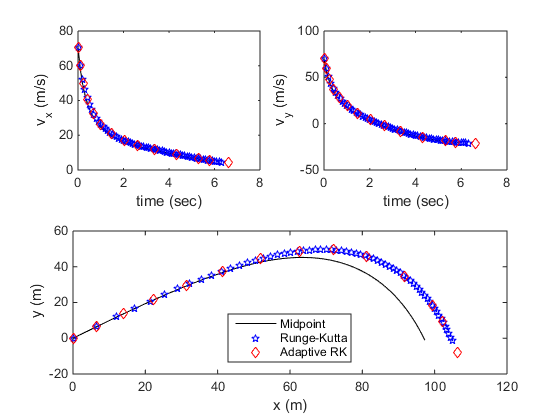 80
60
40
20
0
v_x (m/s)
0 2 4 6 8
time (sec)
100
50
0
-50
v_y (m/s)
0 2 4 6 8
time (sec)
60
40
20
0
-20
y (m)
Midpoint
Runge-Kutta
Adaptive RK
0 20 40 60 80 100 120
x (m)